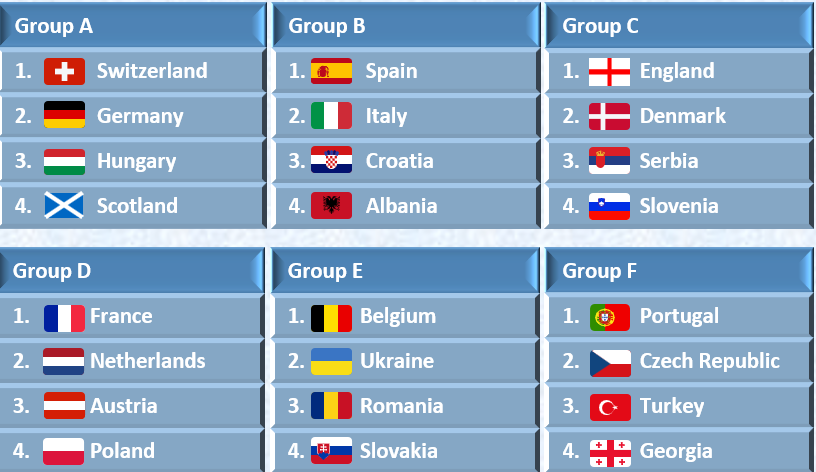 Group A
1. Switzerland
2. Germany
3. Hungary
4. Scotland
Group B
1. Spain
2. Italy
3. Croatia
4. Albania
Group C
1. England
2. Denmark
3. Serbia
4. Slovenia
Group D
1. France
2. Netherlands
3. Austria
4. Poland
Group E
1. Belgium
2. Ukraine
3. Romania
4. Slovakia
Group F
1. Portugal
2. Czech Republic
3. Turkey
4. Georgia